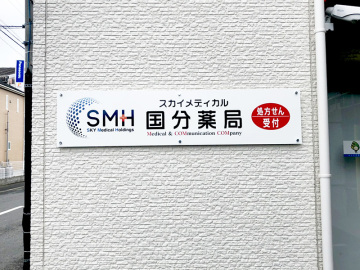 SMH
SKY Medical Holdings
スカイメディカル
国分薬局
Medical & COMmunication COMpany
処方せん
受付